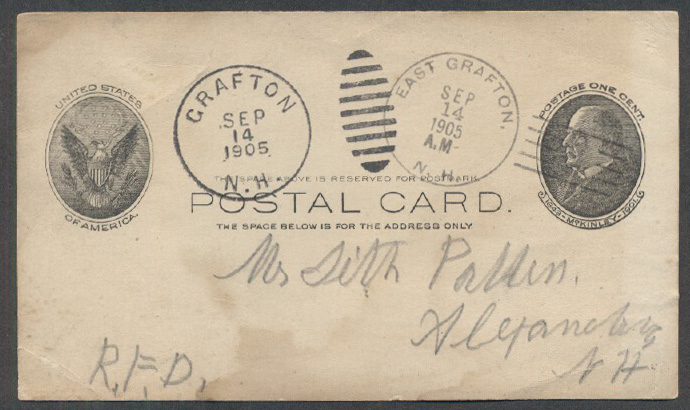 UNITED STATES
OF AMERICA.
GRAFTON
SEP
14
1905
N.H.
EAST GRAFTON,
SEP
14
1905
A.M.
N.H.
POSTAGE ONE CENT.
1843-McKINLEY-1901.
THE SPACE ABOVE IS RESERVED FOR POSTMARK.
POSTAL CARD.
THE SPACE BELOW IS FOR THE ADDRESS ONLY
Mr Seth Patten.
Alexandria,
N H.
R.F.D.